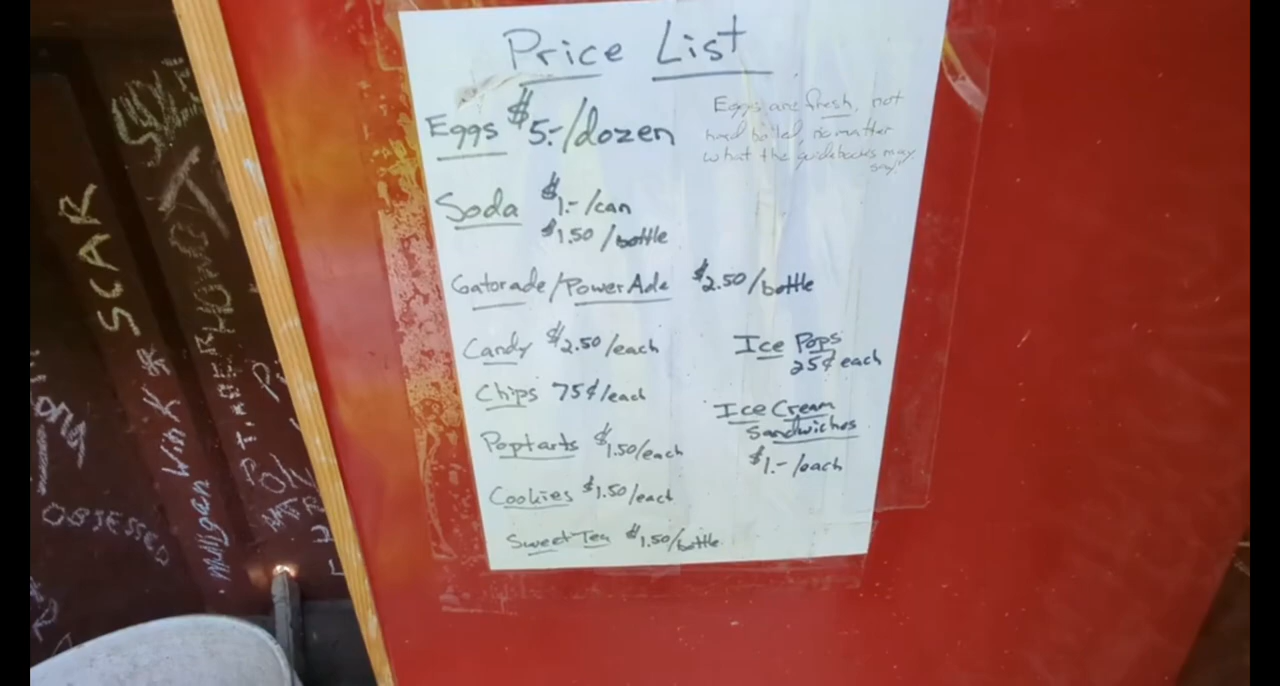 Price List
Eggs $5.-/dozen
Eggs are fresh, not
hard boiled, no matter
what the guidebooks may
say!
Soda $1.-/can
$1.50/bottle
Gatorade/PowerAde $2.50/bottle
Candy $2.50/each
Ice Pops
25¢ each
Chips 75¢/each
Ice Cream
Sandwiches
$1.-/each
Poptarts $1.50/each
Cookies $1.50/each
Sweet Tea $1.50/bottle
SCAR
WinK
Mulligan
OBSESSED